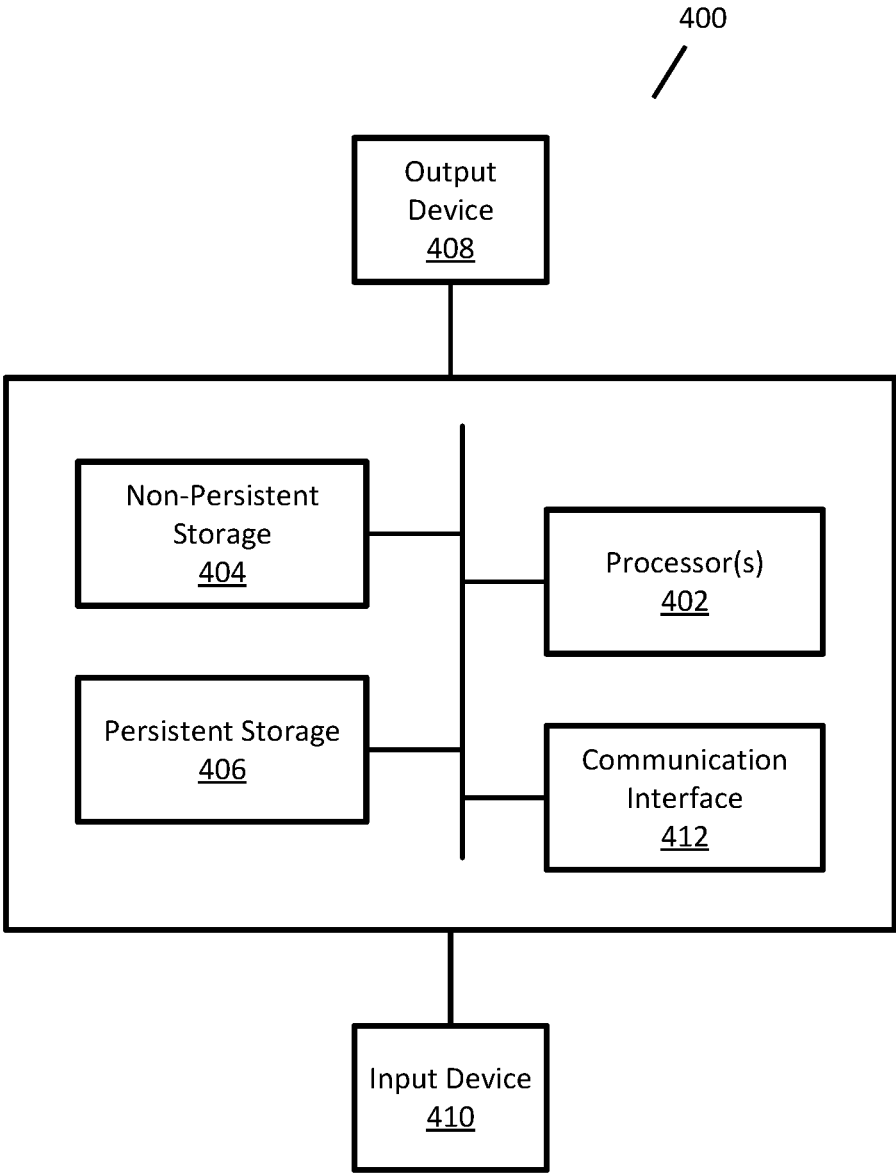 400
Output
Device
408
Non-Persistent
Storage
404
Processor(s)
402
Persistent Storage
406
Communication
Interface
412
Input Device
410